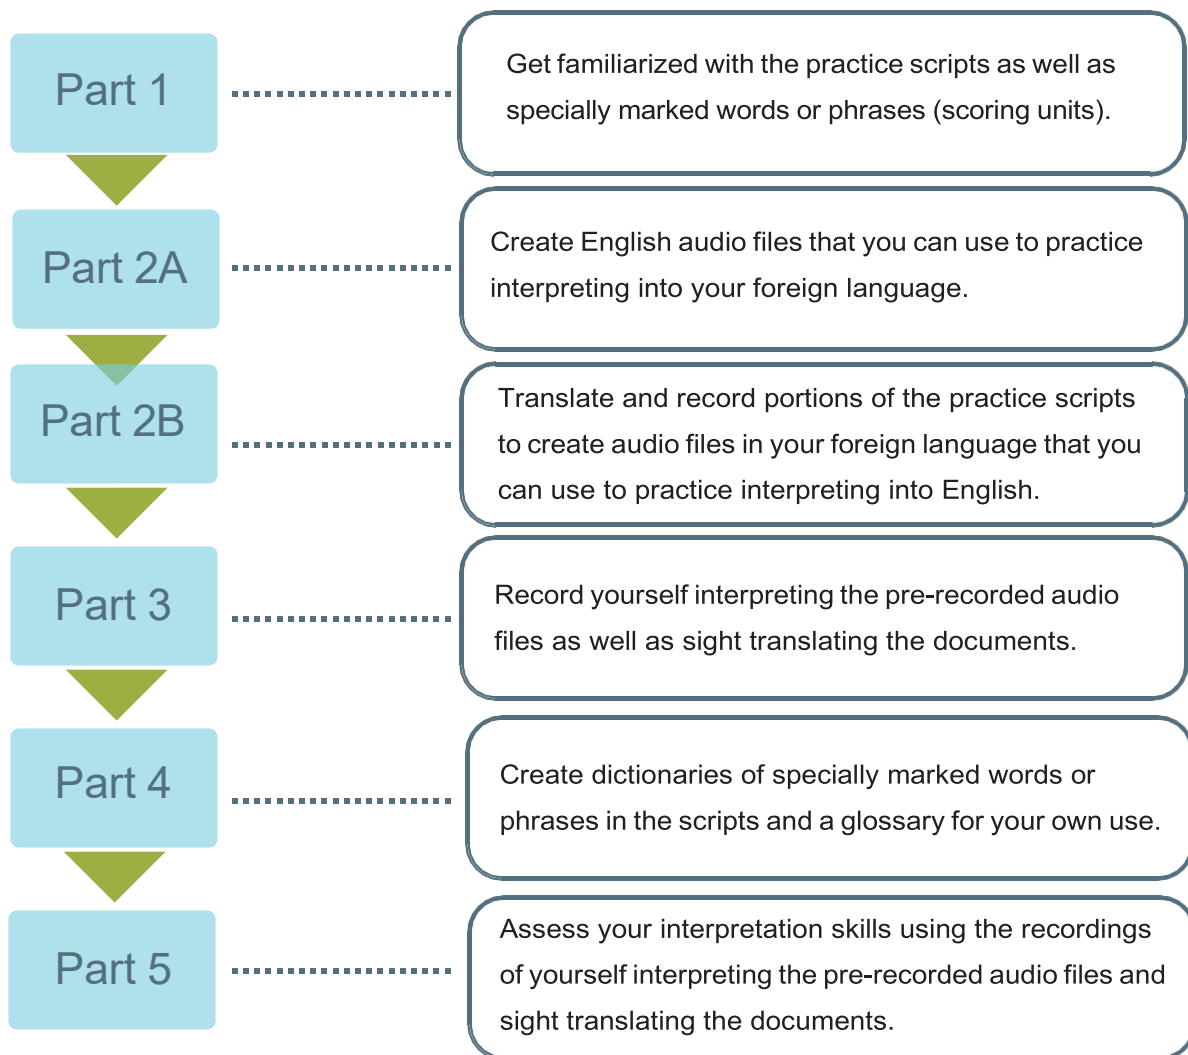 Part 1
Get familiarized with the practice scripts as well as
specially marked words or phrases (scoring units).
Part 2A
Create English audio files that you can use to practice
interpreting into your foreign language.
Part 2B
Translate and record portions of the practice scripts
to create audio files in your foreign language that you
can use to practice interpreting into English.
Part 3
Record yourself interpreting the pre-recorded audio
files as well as sight translating the documents.
Part 4
Create dictionaries of specially marked words or
phrases in the scripts and a glossary for your own use.
Part 5
Assess your interpretation skills using the recordings
of yourself interpreting the pre-recorded audio files and
sight translating the documents.